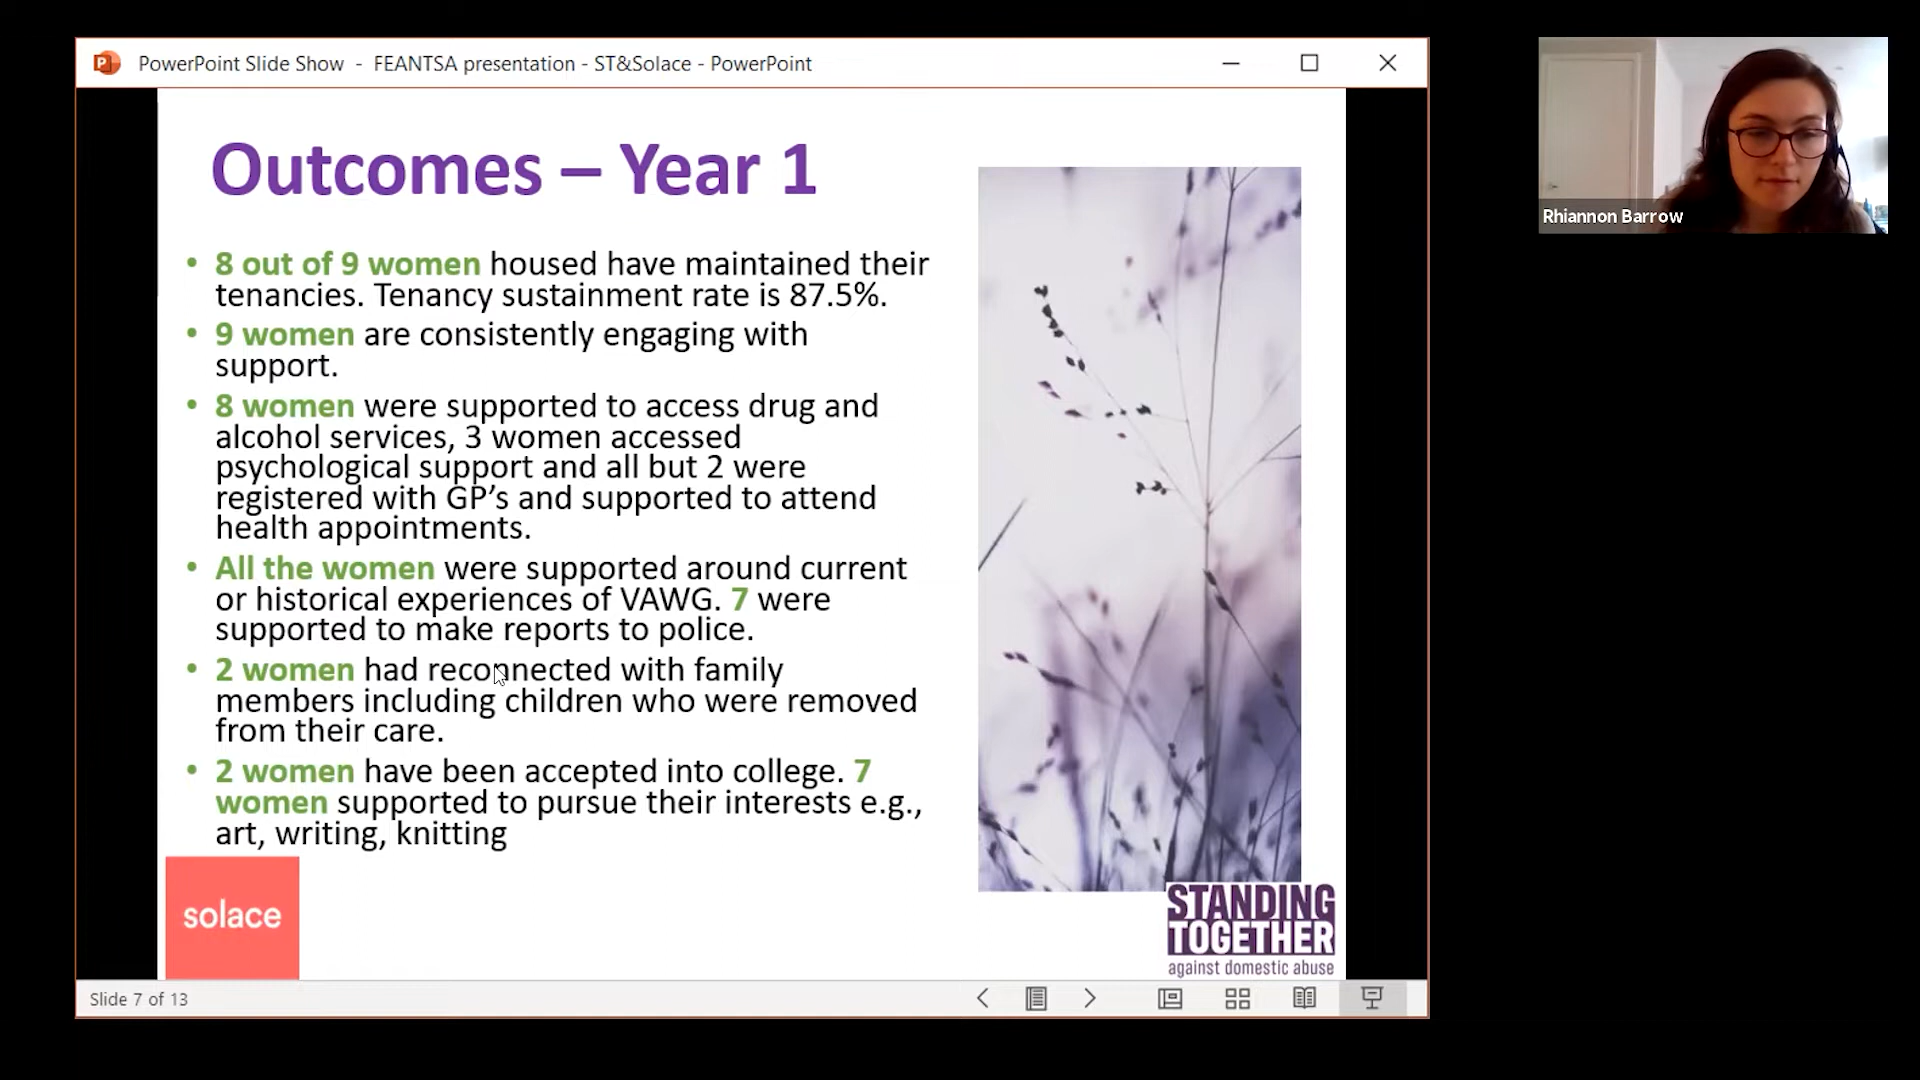 PowerPoint Slide Show - FEANTSA presentation - ST&Solace - PowerPoint
Outcomes – Year 1
• 8 out of 9 women housed have maintained their
tenancies. Tenancy sustainment rate is 87.5%.
• 9 women are consistently engaging with
support.
• 8 women were supported to access drug and
alcohol services, 3 women accessed
psychological support and all but 2 were
registered with GP’s and supported to attend
health appointments.
• All the women were supported around current
or historical experiences of VAWG. 7 were
supported to make reports to police.
• 2 women had reconnected with family
members including children who were removed
from their care.
• 2 women have been accepted into college. 7
women supported to pursue their interests e.g.,
art, writing, knitting
solace
STANDING
TOGETHER
against domestic abuse
Slide 7 of 13
Rhiannon Barrow